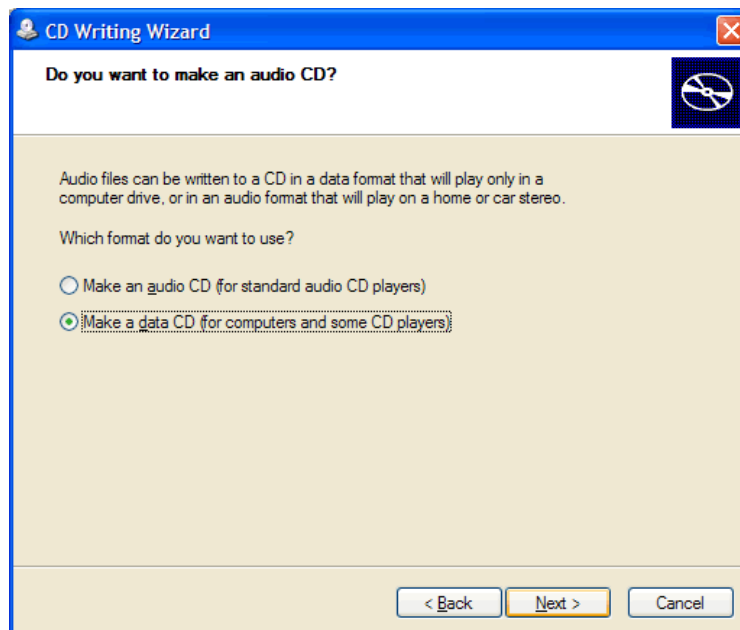 CD Writing Wizard
Do you want to make an audio CD?
Audio files can be written to a CD in a data format that will play only in a
computer drive, or in an audio format that will play on a home or car stereo.
Which format do you want to use?
Make an audio CD (for standard audio CD players)
Make a data CD (for computers and some CD players)
< Back Next > Cancel